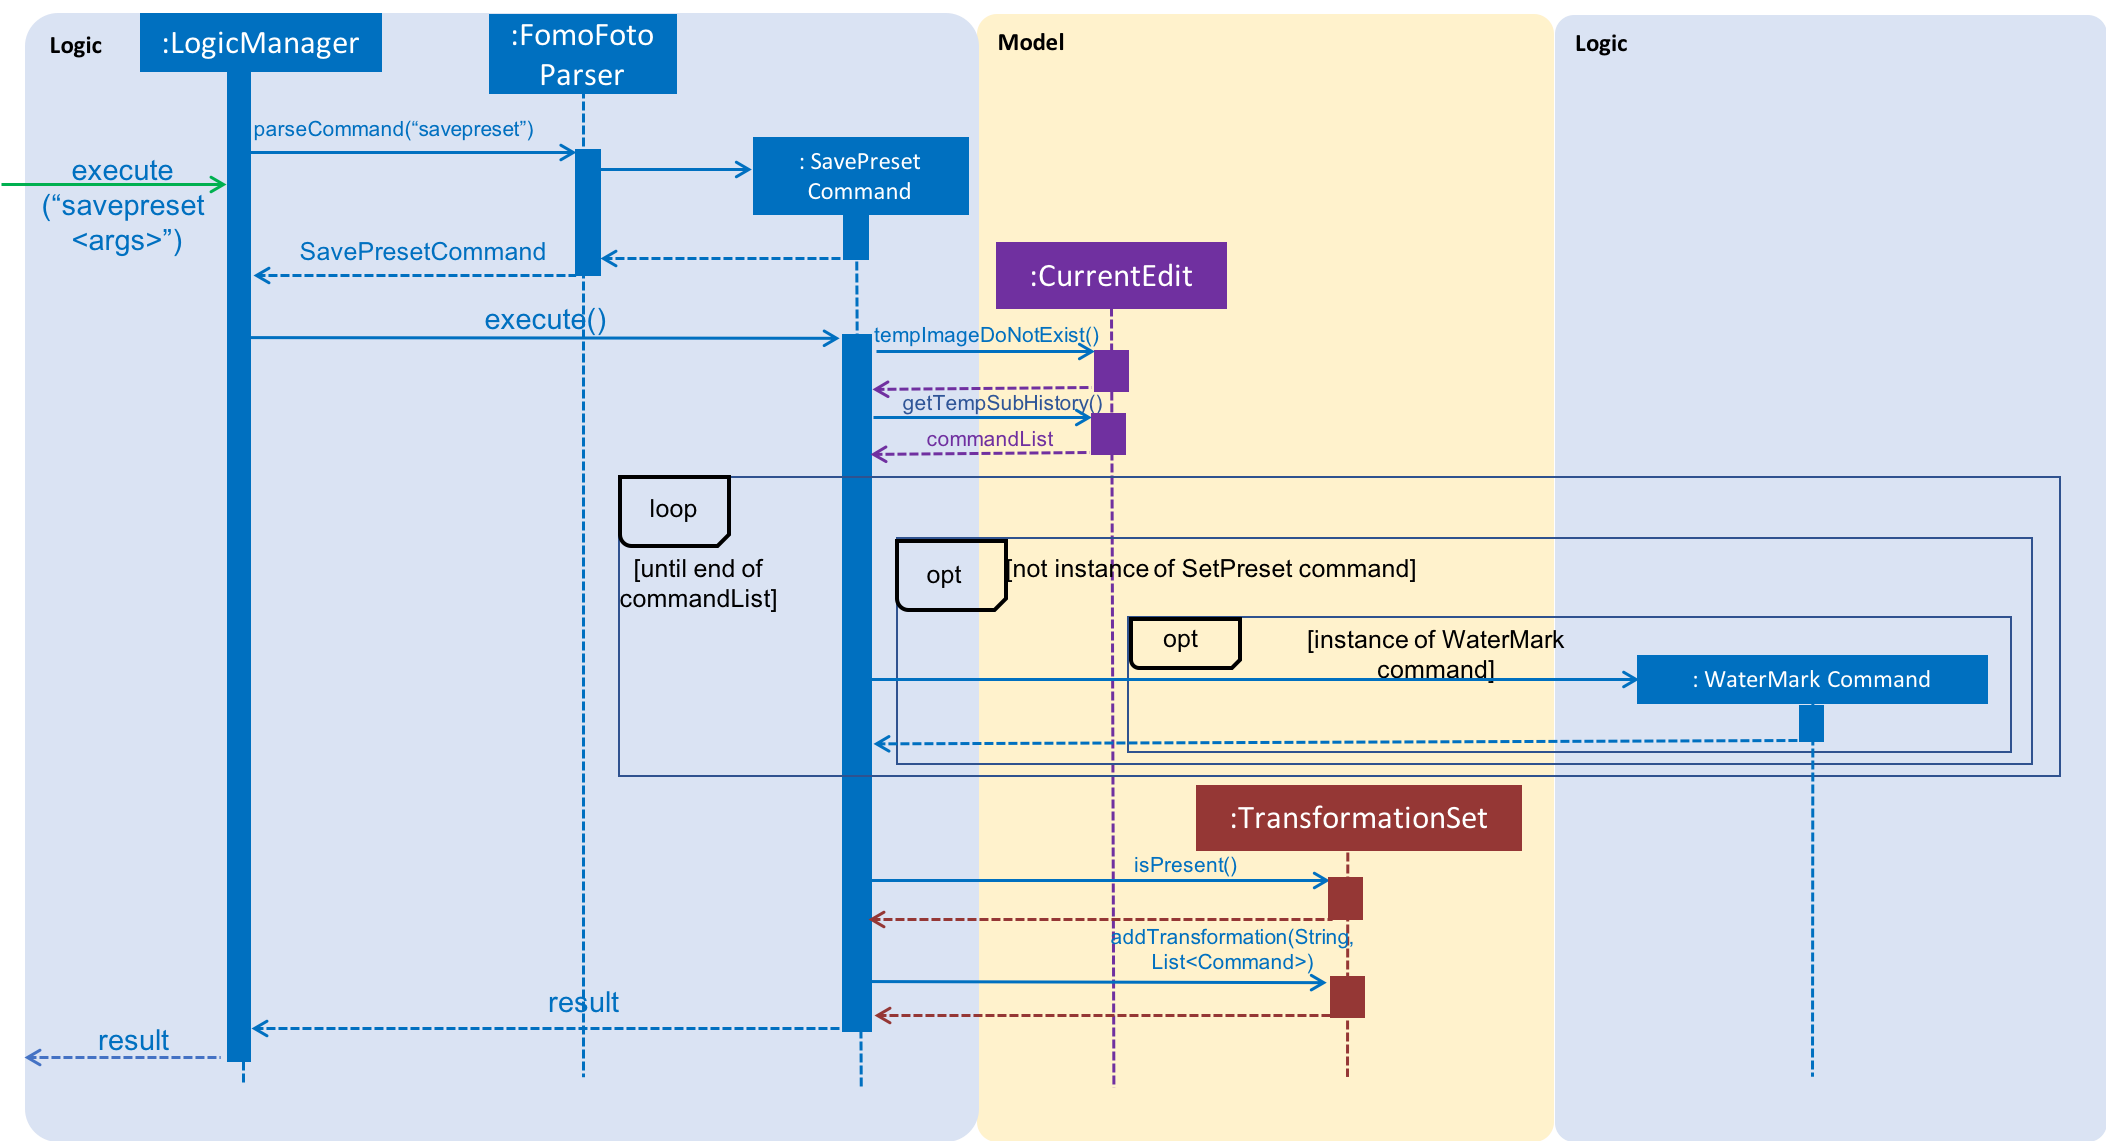 Logic
:LogicManager
:FomoFoto
Parser
Model
Logic
parseCommand(“savepreset”)
execute
(“savepreset
<args>”)
: SavePreset
Command
SavePresetCommand
:CurrentEdit
execute()
tempImageDoNotExist()
getTempSubHistory()
commandList
loop
[until end of
commandList]
opt
[not instance of SetPreset command]
opt
[instance of WaterMark
command]
: WaterMark Command
:TransformationSet
isPresent()
addTransformation(String,
List<Command>)
result
result